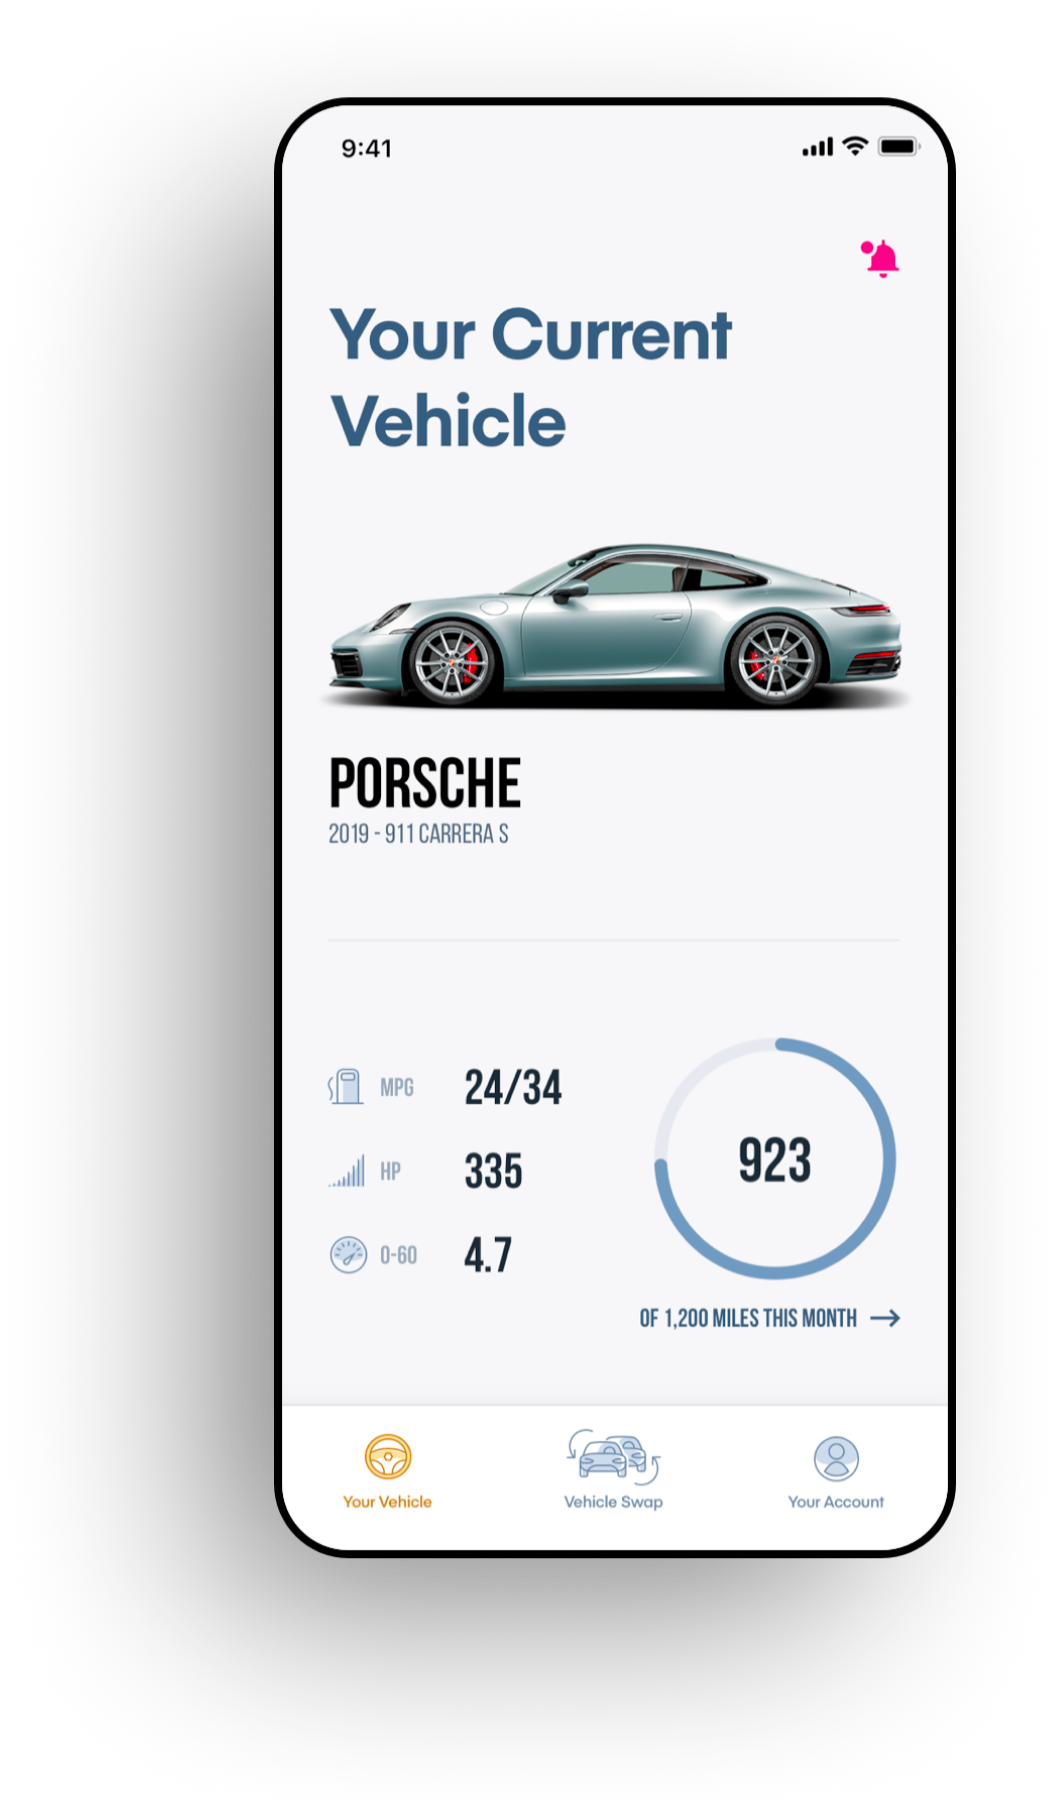 9:41
Your Current
Vehicle
PORSCHE
2019 - 911 CARRERA S
MPG 24/34
HP 335
0-60 4.7
923
OF 1,200 MILES THIS MONTH
Your Vehicle
Vehicle Swap
Your Account